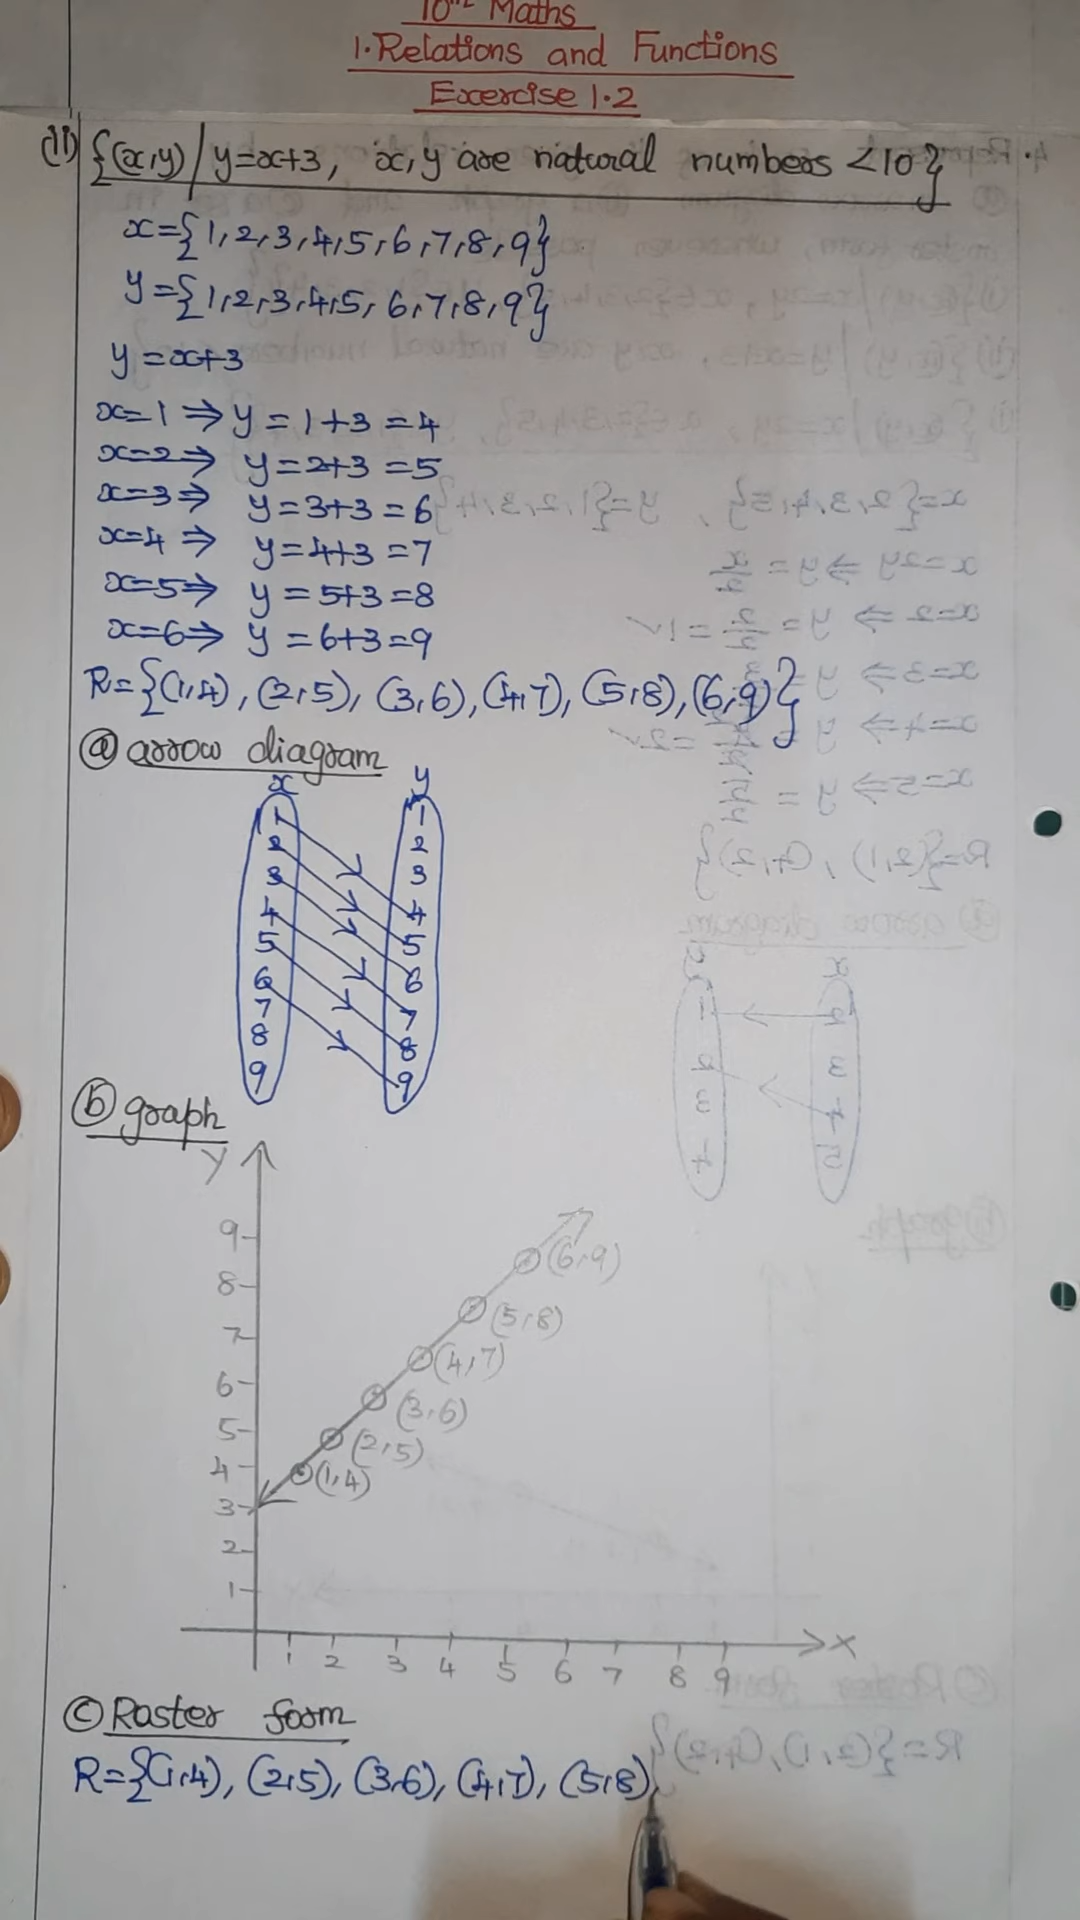 10th Maths
1. Relations and Functions
Exercise 1.2
(ii) {(x,y) / y=x+3, x,y are natural numbers <10}.
x={1,2,3,4,5,6,7,8,9}
y={1,2,3,4,5,6,7,8,9}
y=x+3
x=1⇒ y=1+3=4
x=2⇒ y=2+3=5
x=3⇒ y=3+3=6
x=4⇒ y=4+3=7
x=5⇒ y=5+3=8
x=6⇒ y=6+3=9
R={(1,4), (2,5), (3,6), (4,7), (5,8), (6,9)}
ⓐ arrow diagram
x y
1 1
2 2
3 3
4 4
5 5
6 6
7 7
8 8
9 9
ⓑ graph
Y
9
8
7
6
5
4
3
2
1
(6,9)
(5,8)
(4,7)
(3,6)
(2,5)
(1,4)
1 2 3 4 5 6 7 8 9
X
ⓒ Roster form
R={(1,4), (2,5), (3,6), (4,7), (5,8),